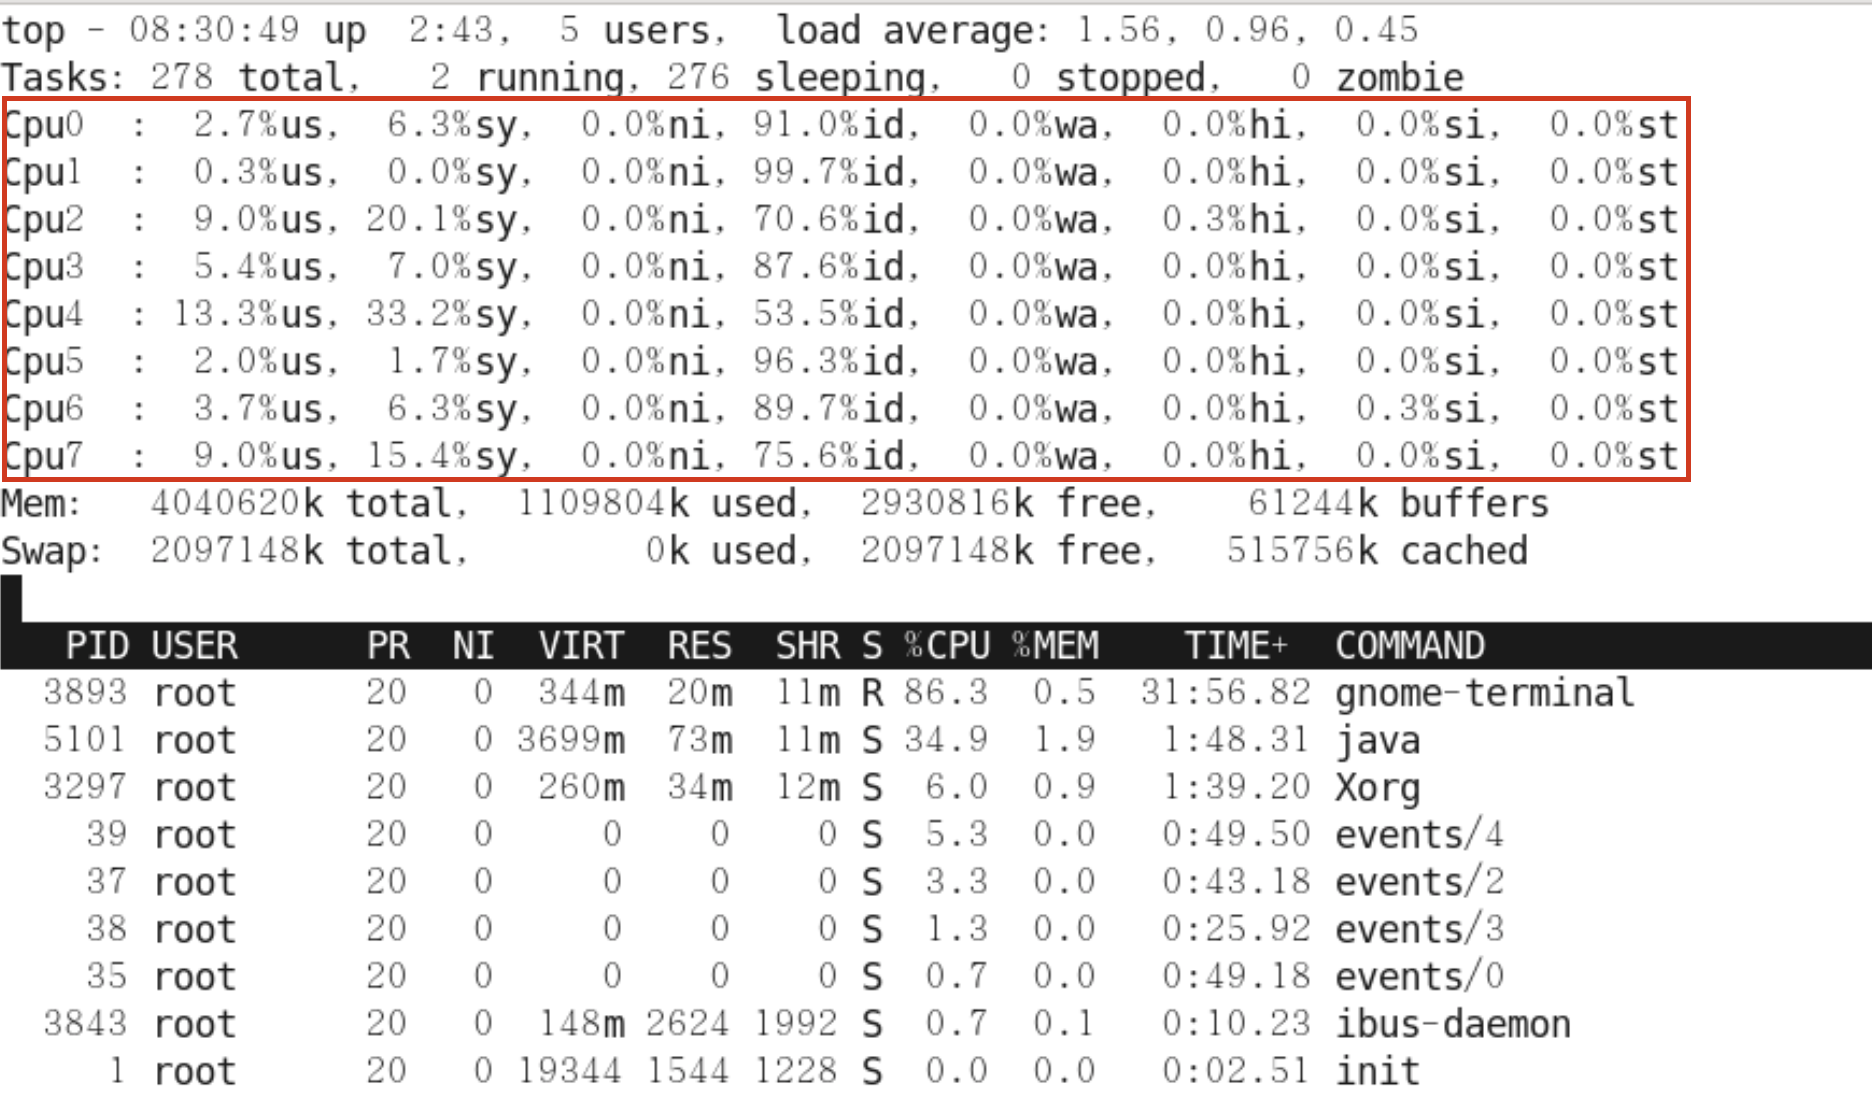 top - 08:30:49 up  2:43,  5 users,  load average: 1.56, 0.96, 0.45
Tasks: 278 total,   2 running, 276 sleeping,   0 stopped,   0 zombie
Cpu0  :  2.7%us,  6.3%sy,  0.0%ni, 91.0%id,  0.0%wa,  0.0%hi,  0.0%si,  0.0%st
Cpu1  :  0.3%us,  0.0%sy,  0.0%ni, 99.7%id,  0.0%wa,  0.0%hi,  0.0%si,  0.0%st
Cpu2  :  9.0%us, 20.1%sy,  0.0%ni, 70.6%id,  0.0%wa,  0.3%hi,  0.0%si,  0.0%st
Cpu3  :  5.4%us,  7.0%sy,  0.0%ni, 87.6%id,  0.0%wa,  0.0%hi,  0.0%si,  0.0%st
Cpu4  : 13.3%us, 33.2%sy,  0.0%ni, 53.5%id,  0.0%wa,  0.0%hi,  0.0%si,  0.0%st
Cpu5  :  2.0%us,  1.7%sy,  0.0%ni, 96.3%id,  0.0%wa,  0.0%hi,  0.0%si,  0.0%st
Cpu6  :  3.7%us,  6.3%sy,  0.0%ni, 89.7%id,  0.0%wa,  0.0%hi,  0.3%si,  0.0%st
Cpu7  :  9.0%us, 15.4%sy,  0.0%ni, 75.6%id,  0.0%wa,  0.0%hi,  0.0%si,  0.0%st
Mem:   4040620k total,  1109804k used,  2930816k free,    61244k buffers
Swap:  2097148k total,        0k used,  2097148k free,   515756k cached
PID USER      PR  NI  VIRT  RES  SHR S %CPU %MEM    TIME+  COMMAND
3893 root      20   0  344m  20m  11m R 86.3  0.5  31:56.82 gnome-terminal
5101 root      20   0 3699m  73m  11m S 34.9  1.9   1:48.31 java
3297 root      20   0  260m  34m  12m S  6.0  0.9   1:39.20 Xorg
39 root      20   0     0    0    0 S  5.3  0.0   0:49.50 events/4
37 root      20   0     0    0    0 S  3.3  0.0   0:43.18 events/2
38 root      20   0     0    0    0 S  1.3  0.0   0:25.92 events/3
35 root      20   0     0    0    0 S  0.7  0.0   0:49.18 events/0
3843 root      20   0  148m 2624 1992 S  0.7  0.1   0:10.23 ibus-daemon
1 root      20   0 19344 1544 1228 S  0.0  0.0   0:02.51 init